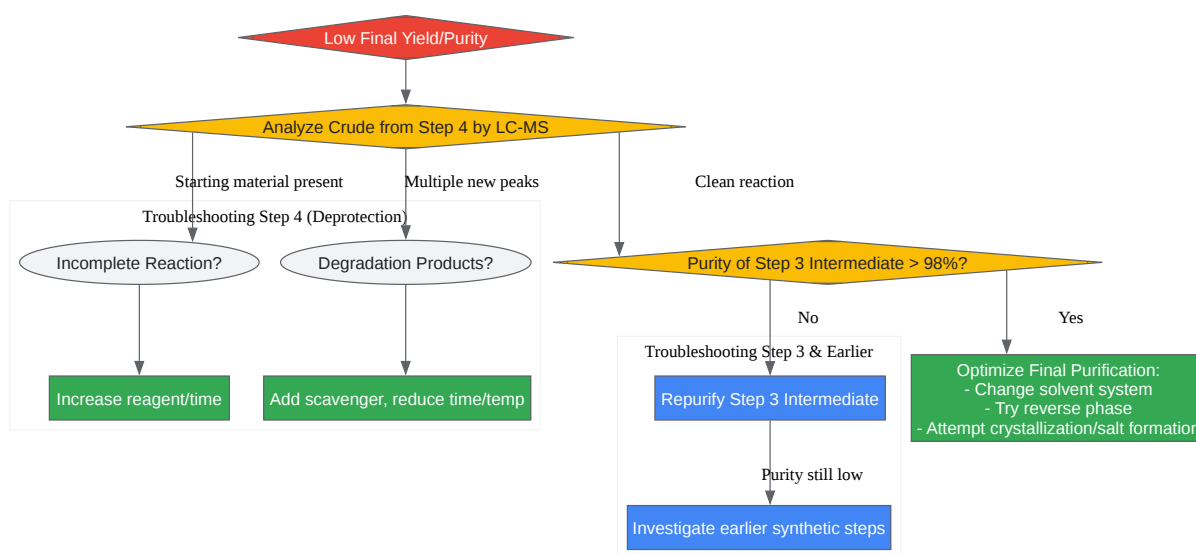 Low Final Yield/Purity
Analyze Crude from Step 4 by LC-MS
Starting material present
Multiple new peaks
Clean reaction
Troubleshooting Step 4 (Deprotection)
Incomplete Reaction?
Degradation Products?
Purity of Step 3 Intermediate > 98%?
No
Yes
Troubleshooting Step 3 & Earlier
Increase reagent/time
Add scavenger, reduce time/temp
Repurify Step 3 Intermediate
Optimize Final Purification:
- Change solvent system
- Try reverse phase
- Attempt crystallization/salt formation
Purity still low
Investigate earlier synthetic steps